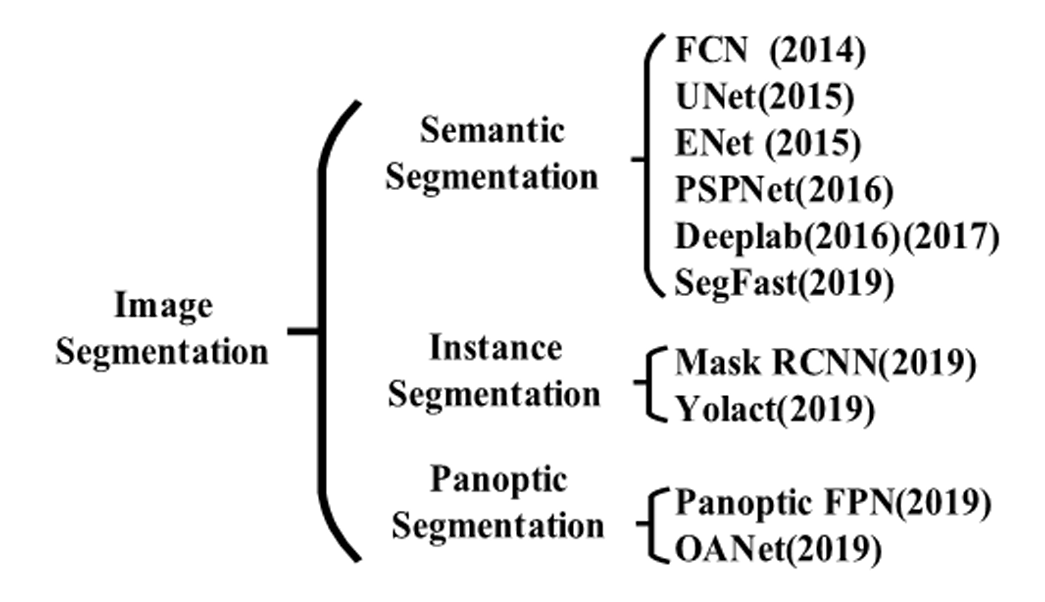 Image
Segmentation
Semantic
Segmentation
FCN (2014)
UNet(2015)
ENet (2015)
PSPNet(2016)
Deeplab(2016)(2017)
SegFast(2019)
Instance
Segmentation
Mask RCNN(2019)
Yolact(2019)
Panoptic
Segmentation
Panoptic FPN(2019)
OANet(2019)